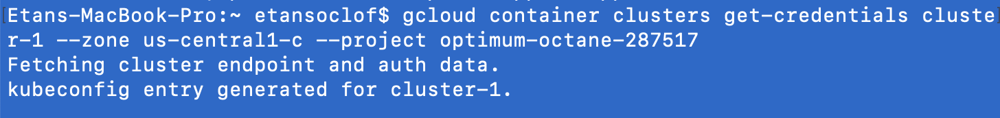 [Etans-MacBook-Pro:~ etansoclof$ gcloud container clusters get-credentials cluste]
r-1 --zone us-central1-c --project optimum-octane-287517
Fetching cluster endpoint and auth data.
kubeconfig entry generated for cluster-1.